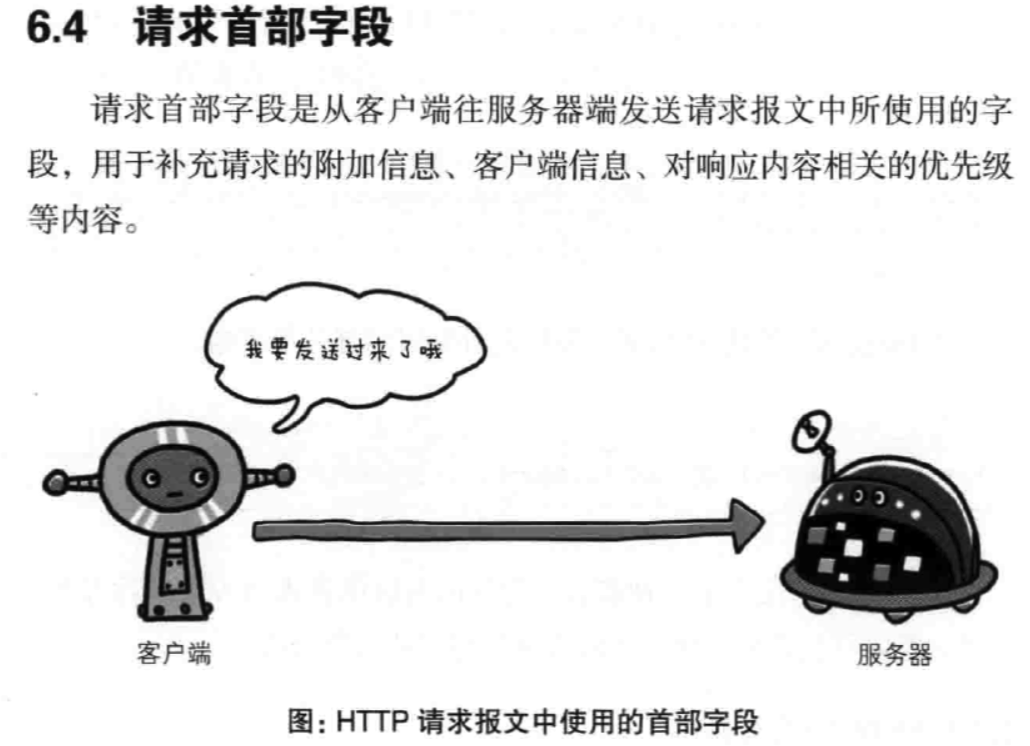 6.4 请求首部字段
请求首部字段是从客户端往服务器端发送请求报文中所使用的字
段，用于补充请求的附加信息、客户端信息、对响应内容相关的优先级
等内容。
我要发送过来了哦
客户端
服务器
图：HTTP 请求报文中使用的首部字段